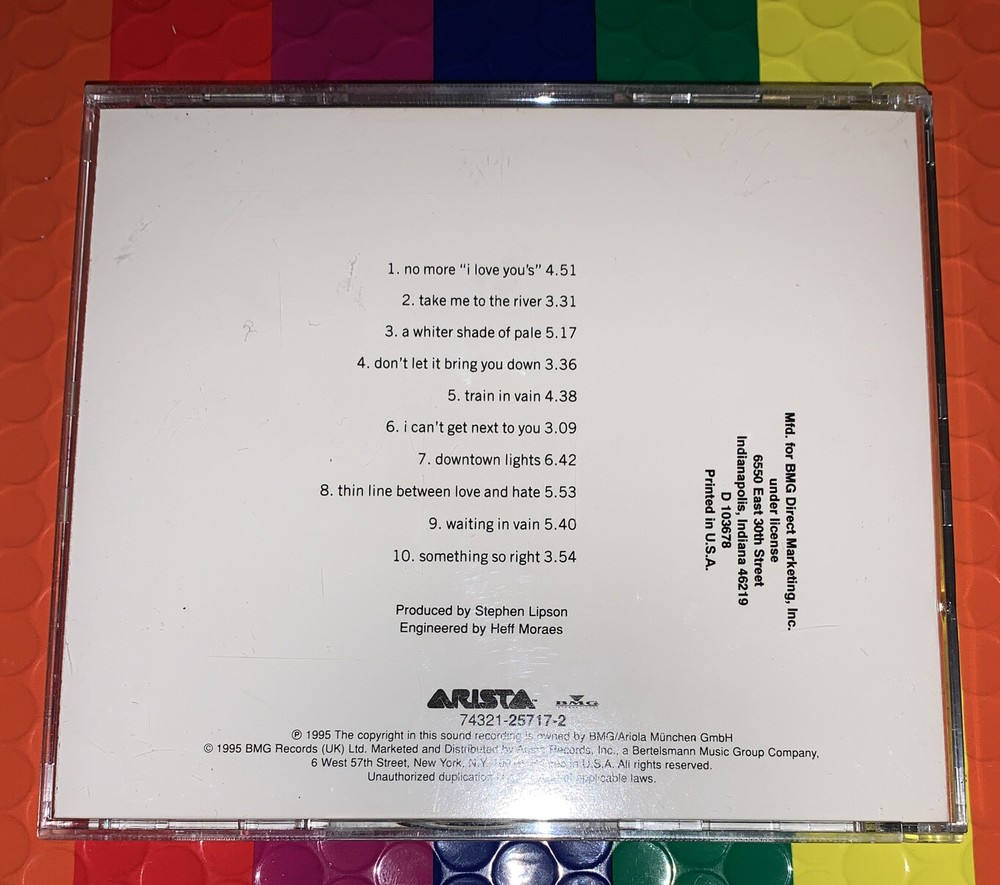 1. no more “i love you's” 4.51
2. take me to the river 3.31
3. a whiter shade of pale 5.17
4. don't let it bring you down 3.36
5. train in vain 4.38
6. i can't get next to you 3.09
7. downtown lights 6.42
8. thin line between love and hate 5.53
9. waiting in vain 5.40
10. something so right 3.54
Produced by Stephen Lipson
Engineered by Heff Moraes
Mfd. for BMG Direct Marketing, Inc.
under license
6550 East 30th Street
Indianapolis, Indiana 46219
D 103678
Printed in U.S.A.
ARISTA™ BMG
74321-25717-2
℗ 1995 The copyright in this sound recording is owned by BMG/Ariola München GmbH
© 1995 BMG Records (UK) Ltd. Marketed and Distributed by Arista Records, Inc., a Bertelsmann Music Group Company,
6 West 57th Street, New York, N.Y. in U.S.A. All rights reserved.
Unauthorized duplication of applicable laws.